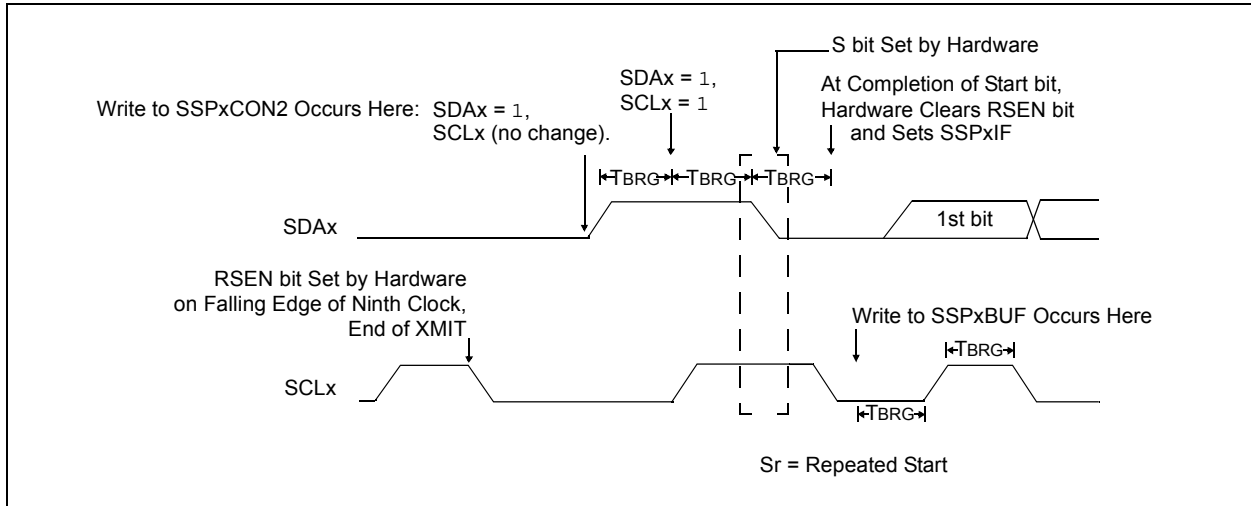 S bit Set by Hardware
SDAx = 1,
SCLx = 1
At Completion of Start bit,
Hardware Clears RSEN bit
and Sets SSPxIF
Write to SSPxCON2 Occurs Here: SDAx = 1,
SCLx (no change).
TBRG TBRG TBRG
SDAx
1st bit
RSEN bit Set by Hardware
on Falling Edge of Ninth Clock,
End of XMIT
Write to SSPxBUF Occurs Here
TBRG
SCLx
TBRG
Sr = Repeated Start